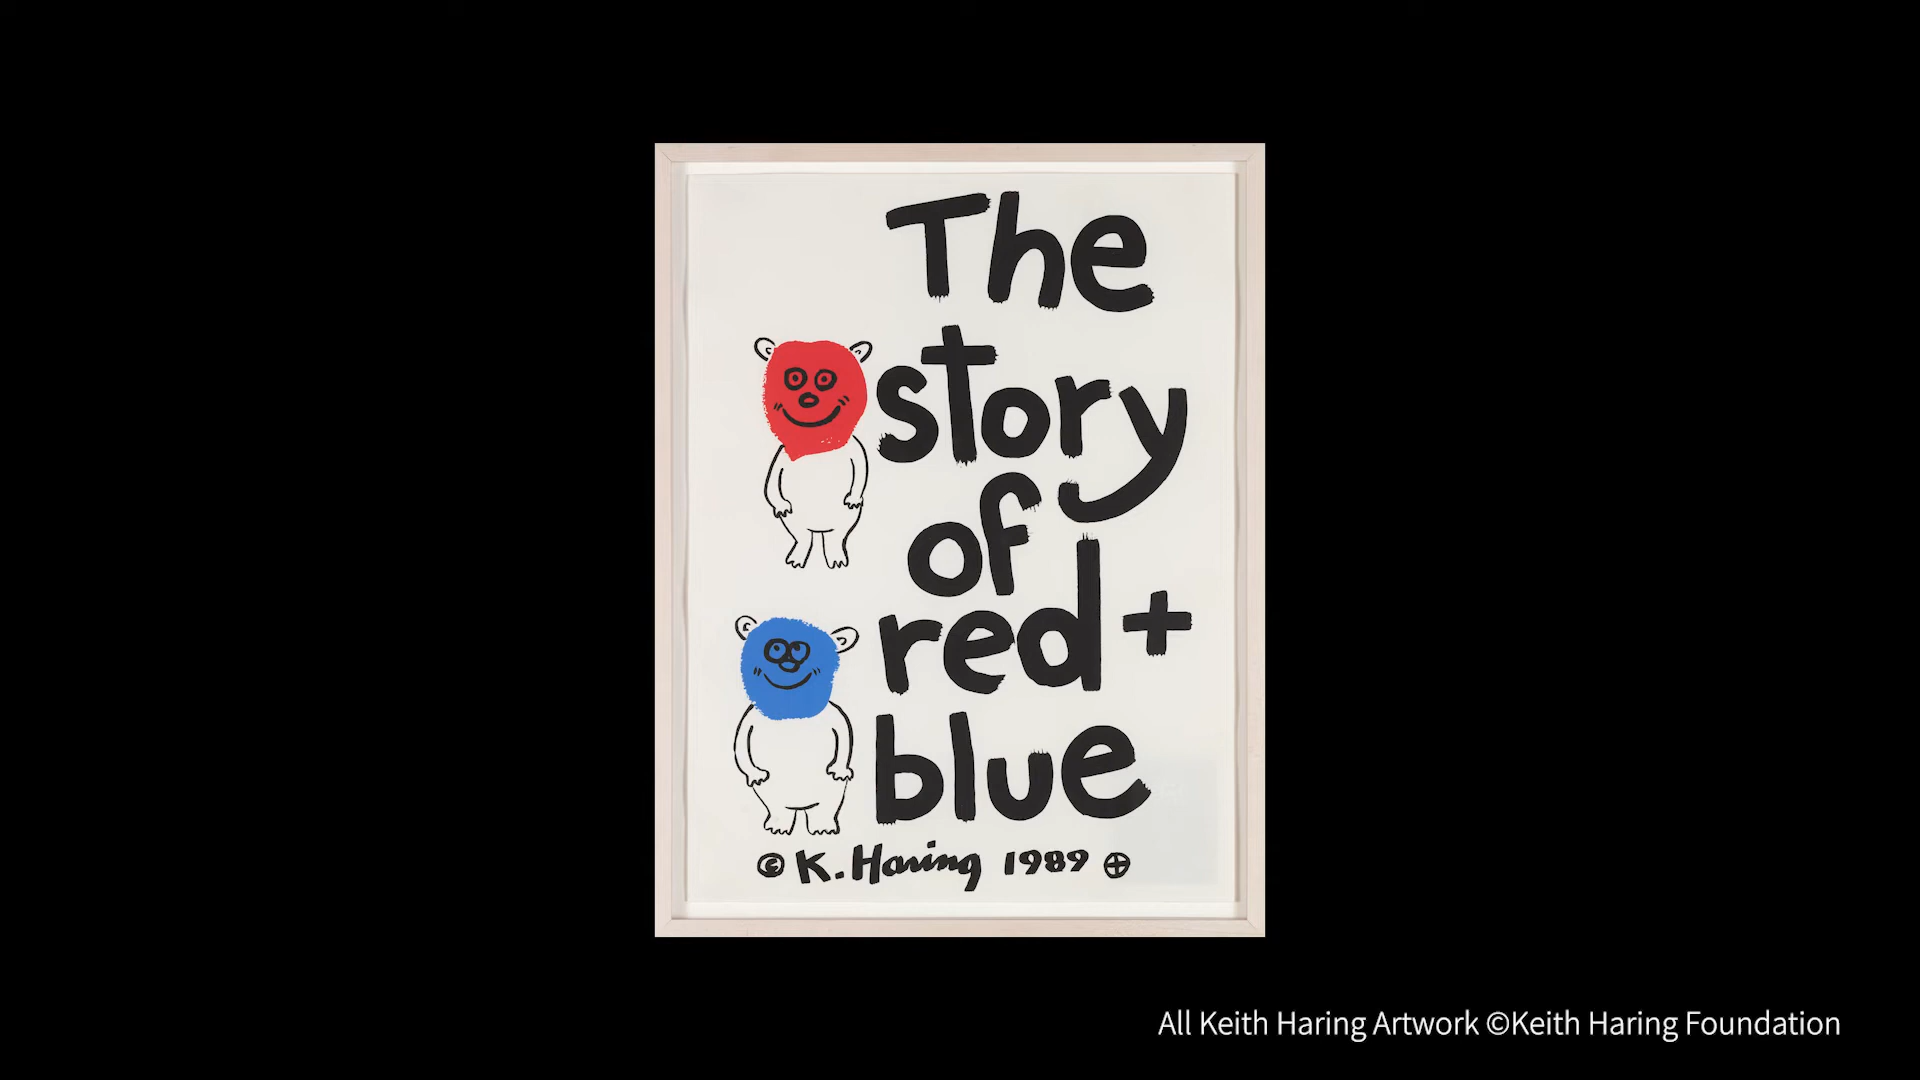 The
story
of
red +
blue
© K. Haring 1989 ⊕
All Keith Haring Artwork ©Keith Haring Foundation